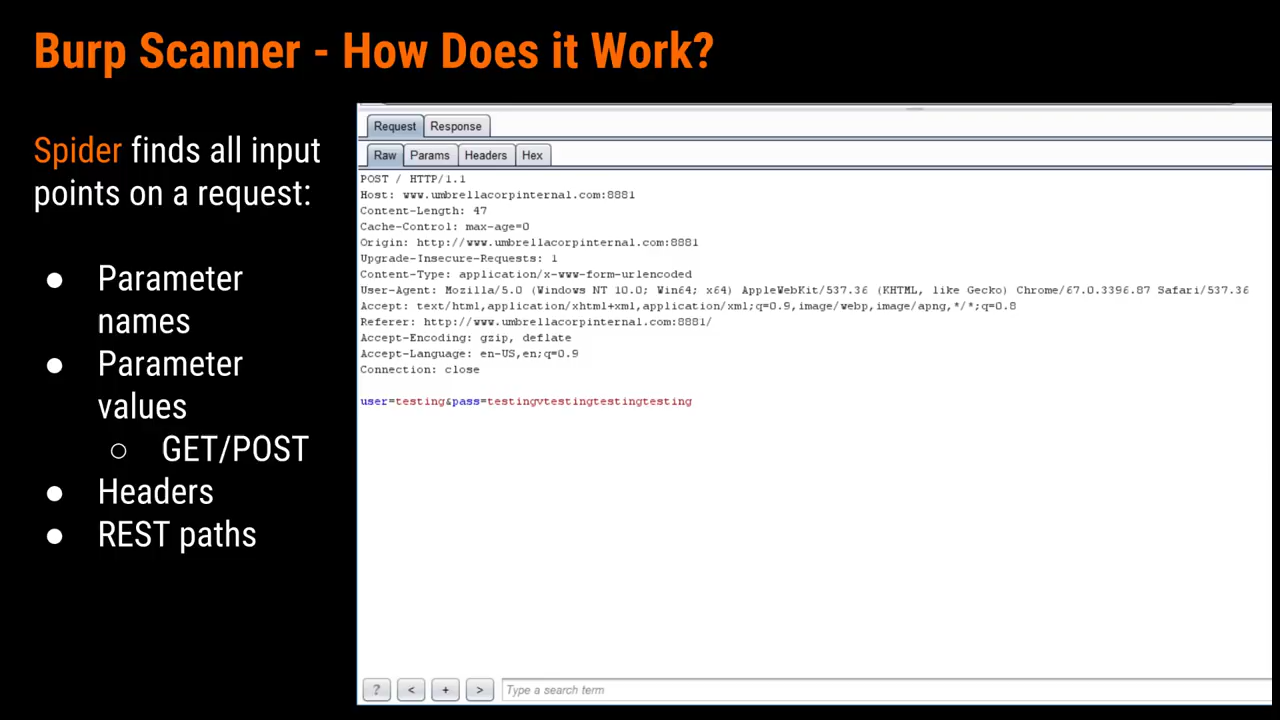 Burp Scanner - How Does it Work?
Spider finds all input
points on a request:
● Parameter
names
● Parameter
values
○ GET/POST
● Headers
● REST paths
Request Response
Raw Params Headers Hex
POST / HTTP/1.1
Host: www.umbrellacorpinternal.com:8881
Content-Length: 47
Cache-Control: max-age=0
Origin: http://www.umbrellacorpinternal.com:8881
Upgrade-Insecure-Requests: 1
Content-Type: application/x-www-form-urlencoded
User-Agent: Mozilla/5.0 (Windows NT 10.0; Win64; x64) AppleWebKit/537.36 (KHTML, like Gecko) Chrome/67.0.3396.87 Safari/537.36
Accept: text/html,application/xhtml+xml,application/xml;q=0.9,image/webp,image/apng,*/*;q=0.8
Referer: http://www.umbrellacorpinternal.com:8881/
Accept-Encoding: gzip, deflate
Accept-Language: en-US,en;q=0.9
Connection: close
user=testing&pass=testingvtestingtestingtesting
? < + > Type a search term